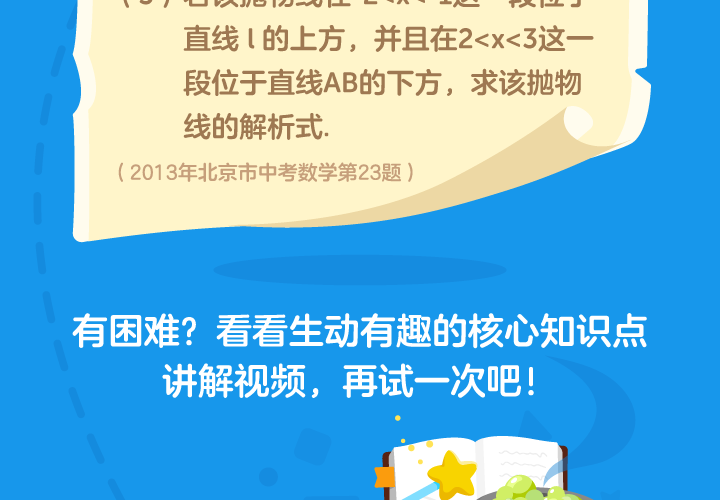 （3）若该抛物线在-2<x<-1这一段位于
直线 l 的上方，并且在2<x<3这一
段位于直线AB的下方，求该抛物
线的解析式.
（2013年北京市中考数学第23题）
有困难？看看生动有趣的核心知识点
讲解视频，再试一次吧！